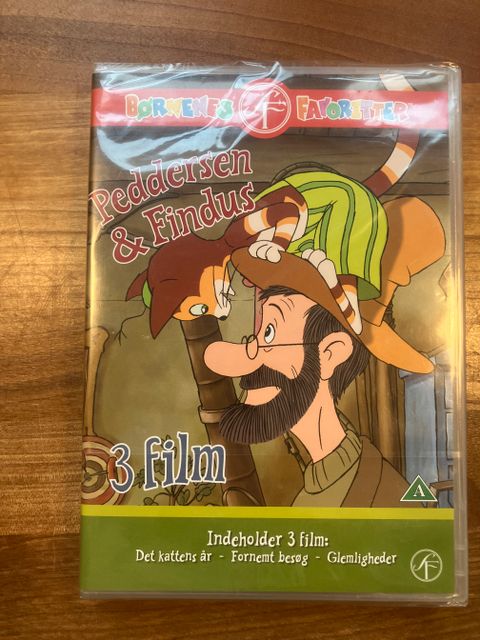 BØRNENES SF FAVORITTER
Peddersen
& Findus
3 film
A
Indeholder 3 film:
Det kattens år - Fornemt besøg - Glemligheder
SF